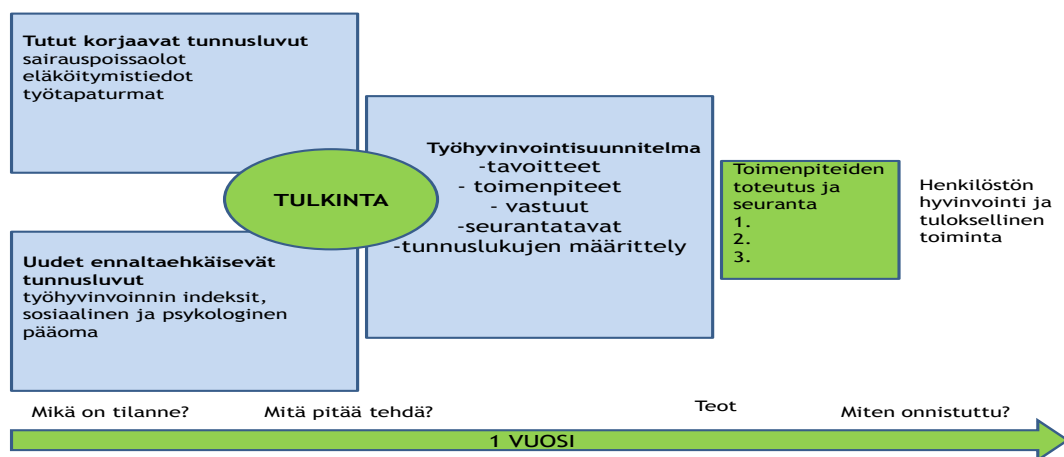 Tutut korjaavat tunnusluvut
sairauspoissaolot
eläköitymistiedot
työtapaturmat
TULKINTA
Uudet ennaltaehkäisevät
tunnusluvut
työhyvinvoinnin indeksit,
sosiaalinen ja psykologinen
pääoma
Työhyvinvointisuunnitelma
-tavoitteet
- toimenpiteet
- vastuut
-seurantatavat
-tunnuslukujen määrittely
Toimenpiteiden
toteutus ja
seuranta
1.
2.
3.
Henkilöstön
hyvinvointi ja
tuloksellinen
toiminta
Mikä on tilanne?
Mitä pitää tehdä?
Teot
Miten onnistuttu?
1 VUOSI